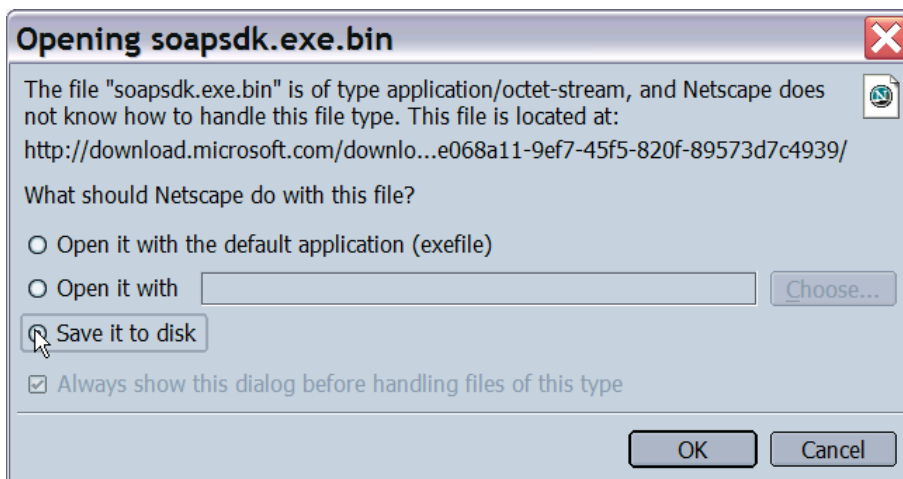 Opening soapsdk.exe.bin
The file "soapsdk.exe.bin" is of type application/octet-stream, and Netscape does
not know how to handle this file type. This file is located at:
http://download.microsoft.com/downlo...e068a11-9ef7-45f5-820f-89573d7c4939/
What should Netscape do with this file?
Open it with the default application (exefile)
Open it with
Choose...
Save it to disk
Always show this dialog before handling files of this type
OK
Cancel